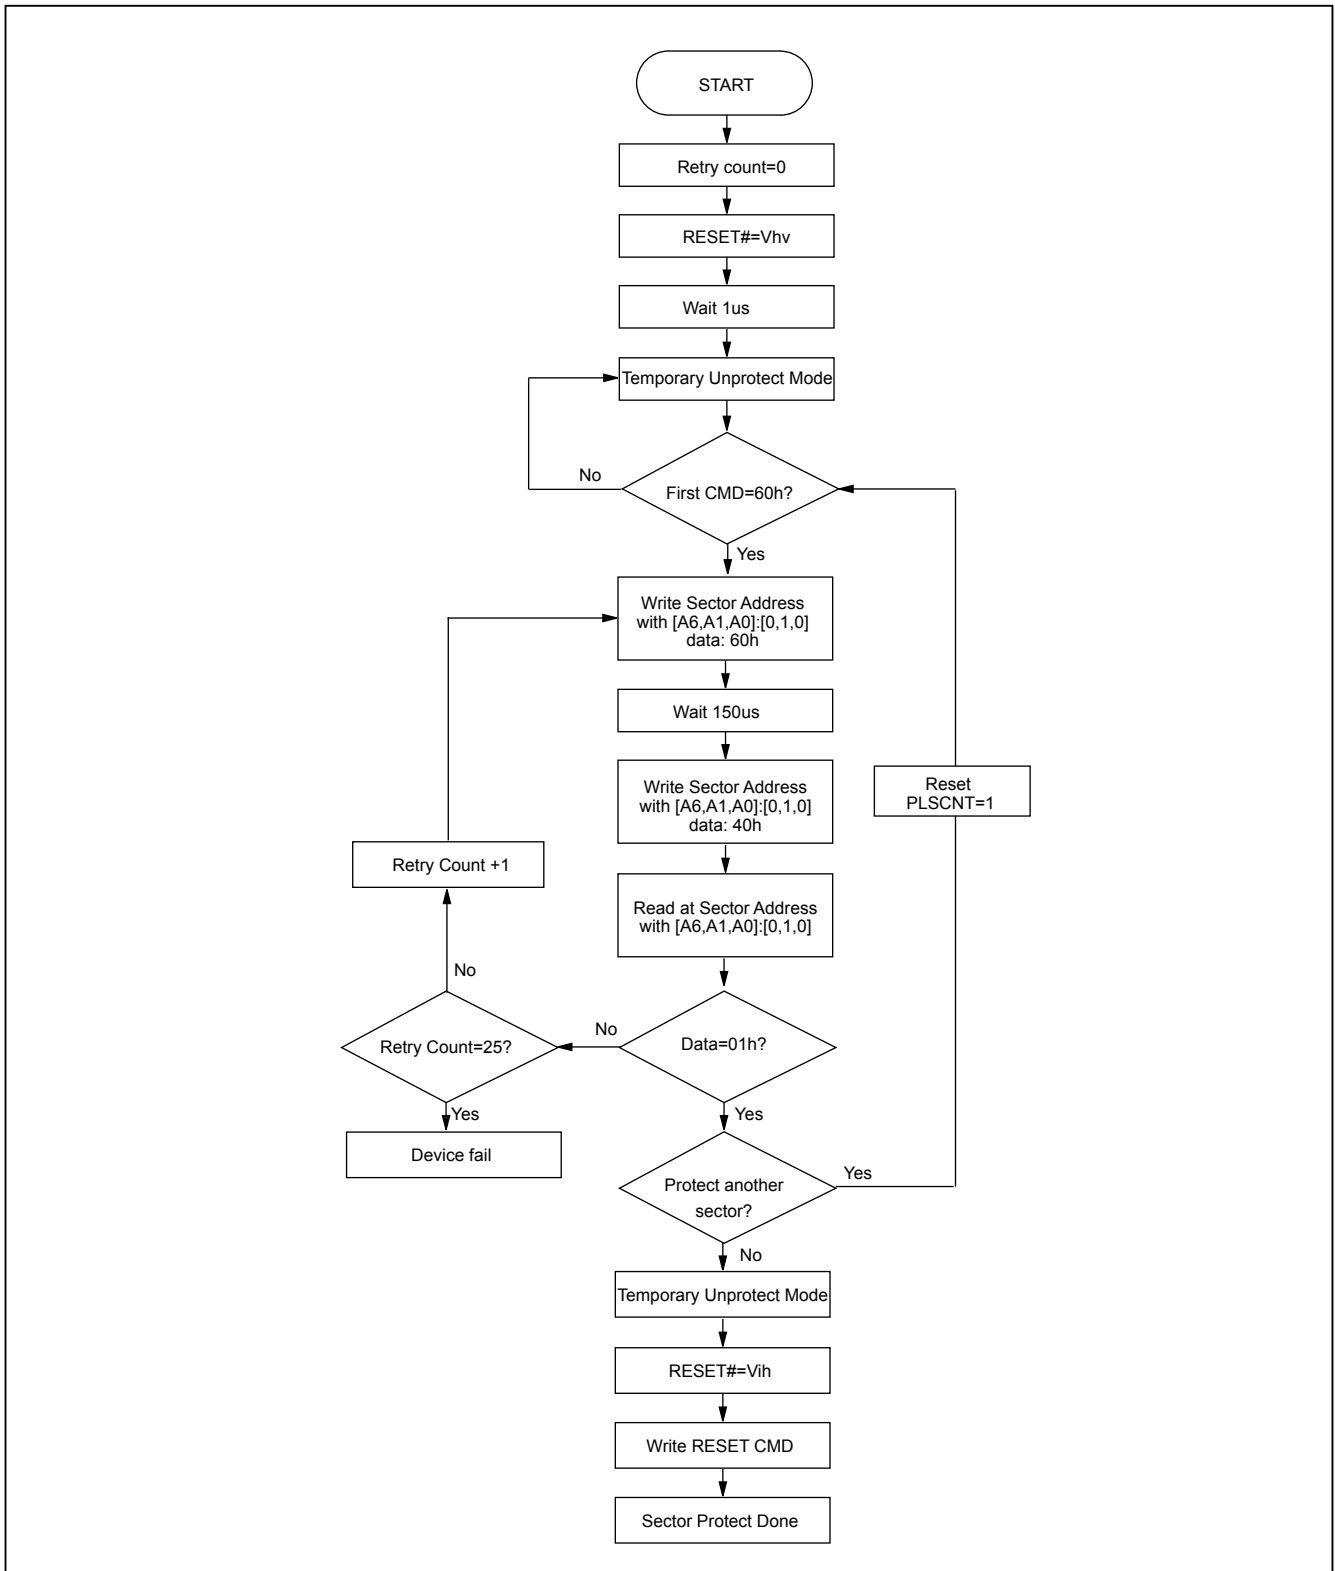 START
Retry count=0
RESET#=Vhv
Wait 1us
Temporary Unprotect Mode
No
First CMD=60h?
Yes
Write Sector Address
with [A6,A1,A0]:[0,1,0]
data: 60h
Wait 150us
Reset
PLSCNT=1
Write Sector Address
with [A6,A1,A0]:[0,1,0]
data: 40h
Retry Count +1
Read at Sector Address
with [A6,A1,A0]:[0,1,0]
No
No
Retry Count=25?
Data=01h?
Yes
Yes
Device fail
Yes
Protect another
sector?
No
Temporary Unprotect Mode
RESET#=Vih
Write RESET CMD
Sector Protect Done